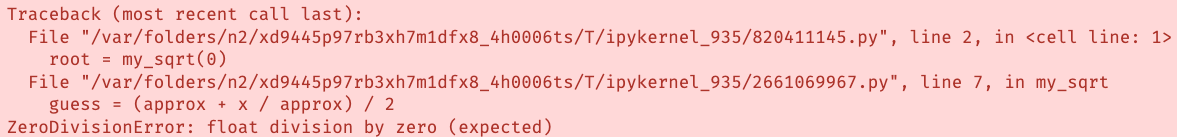 Traceback (most recent call last):
  File "/var/folders/n2/xd9445p97rb3xh7m1dfx8_4h0006ts/T/ipykernel_935/820411145.py", line 2, in <cell line: 1>
    root = my_sqrt(0)
  File "/var/folders/n2/xd9445p97rb3xh7m1dfx8_4h0006ts/T/ipykernel_935/2661069967.py", line 7, in my_sqrt
    guess = (approx + x / approx) / 2
ZeroDivisionError: float division by zero (expected)